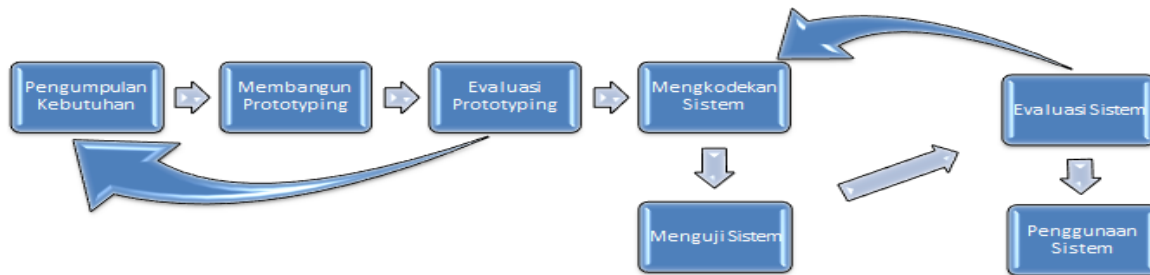 Pengumpulan
Kebutuhan
Membangun
Prototyping
Evaluasi
Prototyping
Mengkodekan
Sistem
Menguji Sistem
Evaluasi Sistem
Penggunaan
Sistem